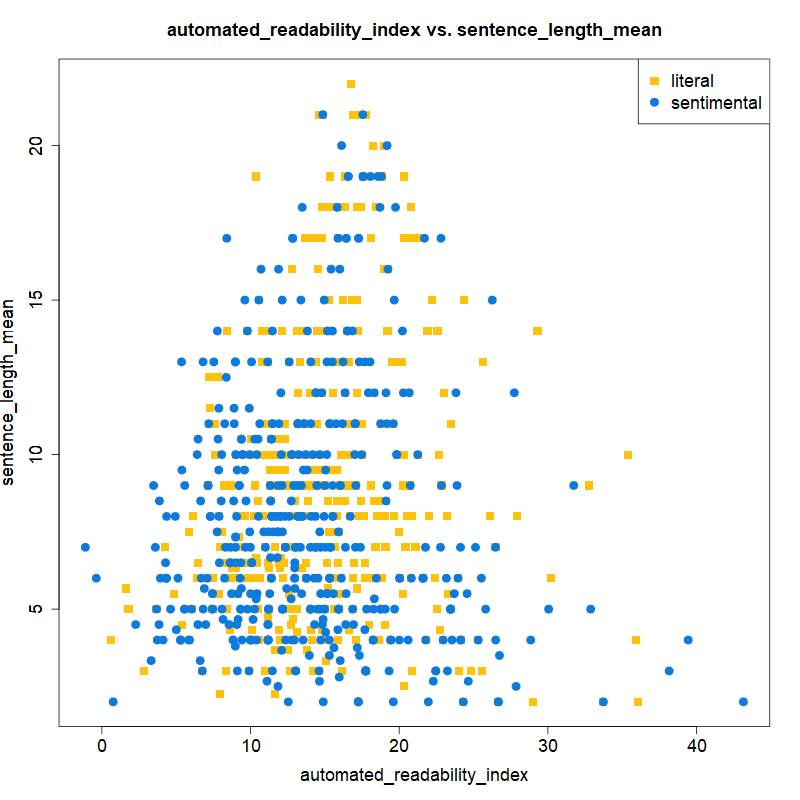 automated_readability_index vs. sentence_length_mean
literal
sentimental
20
15
10
5
sentence_length_mean
0 10 20 30 40
automated_readability_index